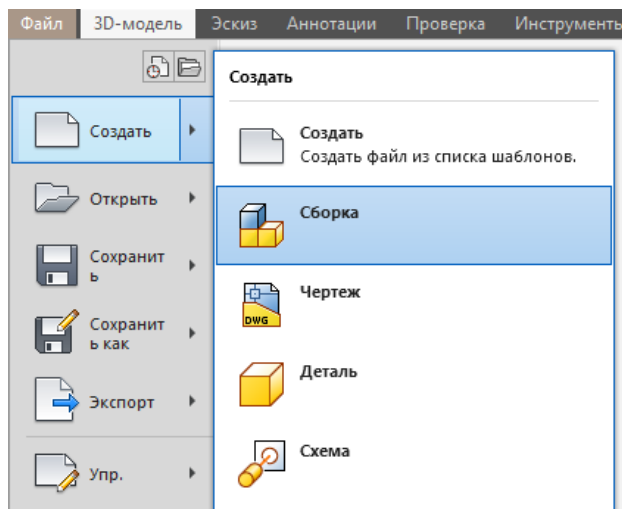 Файл 3D-модель Эскиз Аннотации Проверка Инструменты
Создать
Создать
Создать
Создать файл из списка шаблонов.
Открыть
Сборка
Сохранит
ь
Чертеж
DWG
Сохранит
ь как
Деталь
Экспорт
Схема
Упр.